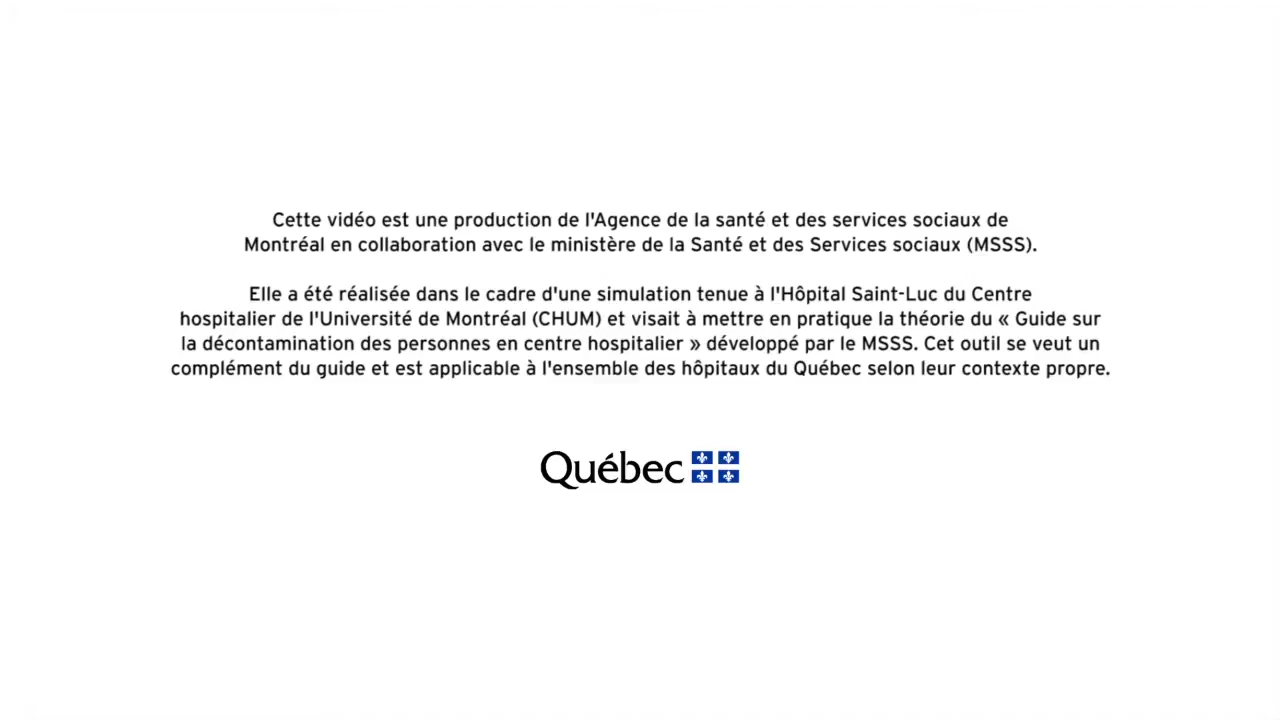 Cette vidéo est une production de l'Agence de la santé et des services sociaux de
Montréal en collaboration avec le ministère de la Santé et des Services sociaux (MSSS).
Elle a été réalisée dans le cadre d'une simulation tenue à l'Hôpital Saint-Luc du Centre
hospitalier de l'Université de Montréal (CHUM) et visait à mettre en pratique la théorie du « Guide sur
la décontamination des personnes en centre hospitalier » développé par le MSSS. Cet outil se veut un
complément du guide et est applicable à l'ensemble des hôpitaux du Québec selon leur contexte propre.
Québec